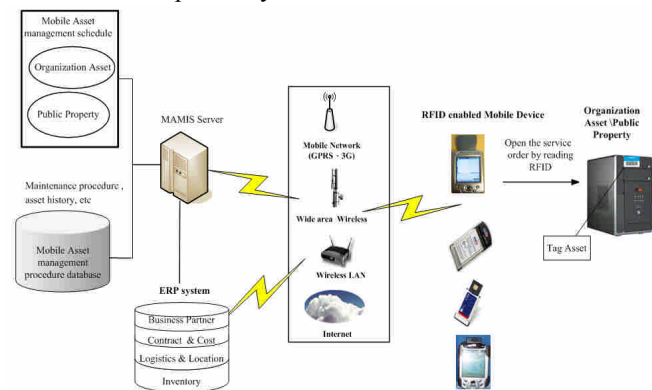 Mobile Asset
management schedule
Organization Asset
Public Property
MAMIS Server
Maintenance procedure ,
asset history, etc
Mobile Asset
management
procedure database
ERP system
Business Partner
Contract & Cost
Logistics & Location
Inventory
Mobile Network
(GPRS · 3G)
Wide area Wireless
Wireless LAN
Internet
RFID enabled Mobile Device
Open the service
order by reading
RFID
Organization
Asset \Public
Property
Tag Asset